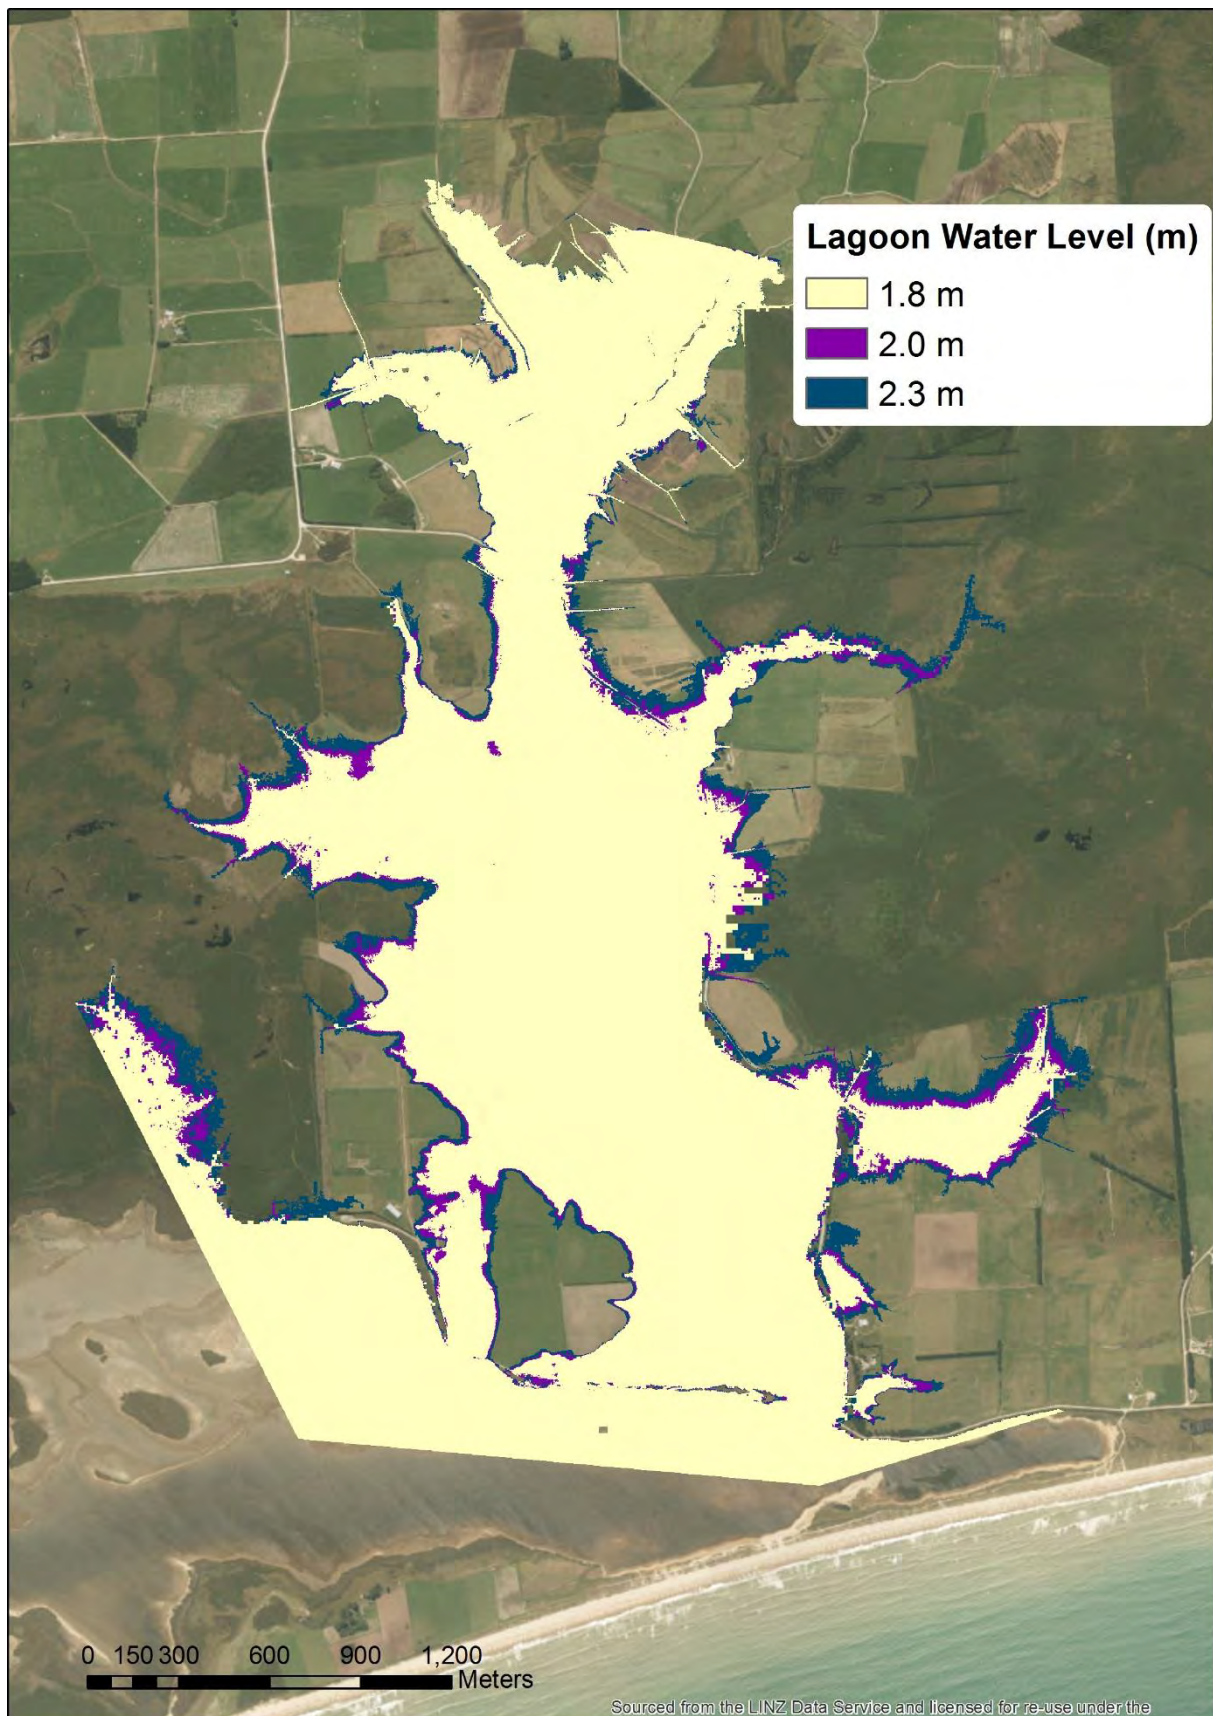 Lagoon Water Level (m)
1.8 m
2.0 m
2.3 m
0 150 300 600 900 1,200
Meters
Sourced from the LINZ Data Service and licensed for re-use under the